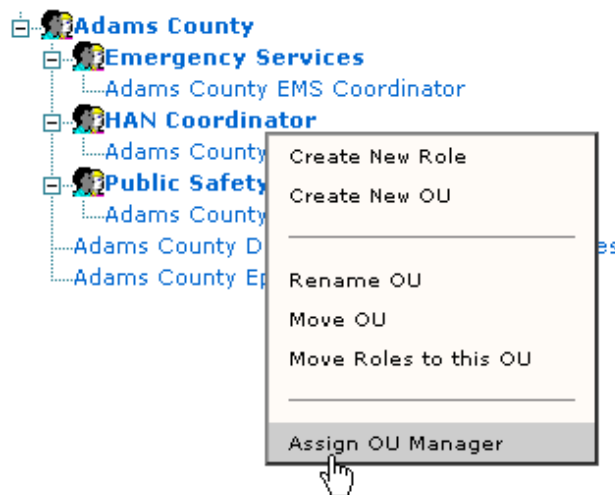 Adams County
Emergency Services
Adams County EMS Coordinator
HAN Coordinator
Adams County
Public Safety
Adams County
Adams County
Adams County
Create New Role
Create New OU
Rename OU
Move OU
Move Roles to this OU
Assign OU Manager